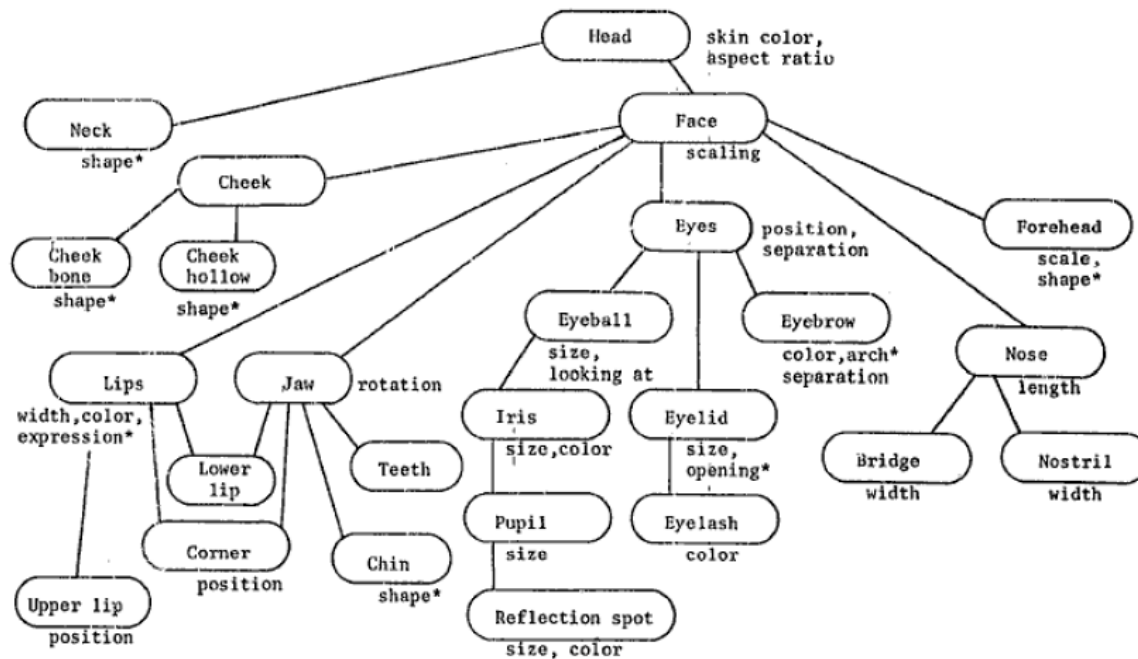 Head
skin color,
aspect ratio
Neck
shape*
Face
scaling
Cheek
Cheek
bone
shape*
Cheek
hollow
shape*
Eyes
position,
separation
Forehead
scale,
shape*
Eyeball
size,
looking at
Eyebrow
color,arch*
separation
Nose
length
Lips
width,color,
expression*
Jaw
rotation
Iris
size,color
Eyelid
size,
opening*
Lower
lip
Teeth
Bridge
width
Nostril
width
Corner
position
Chin
shape*
Pupil
size
Eyelash
color
Upper lip
position
Reflection spot
size, color